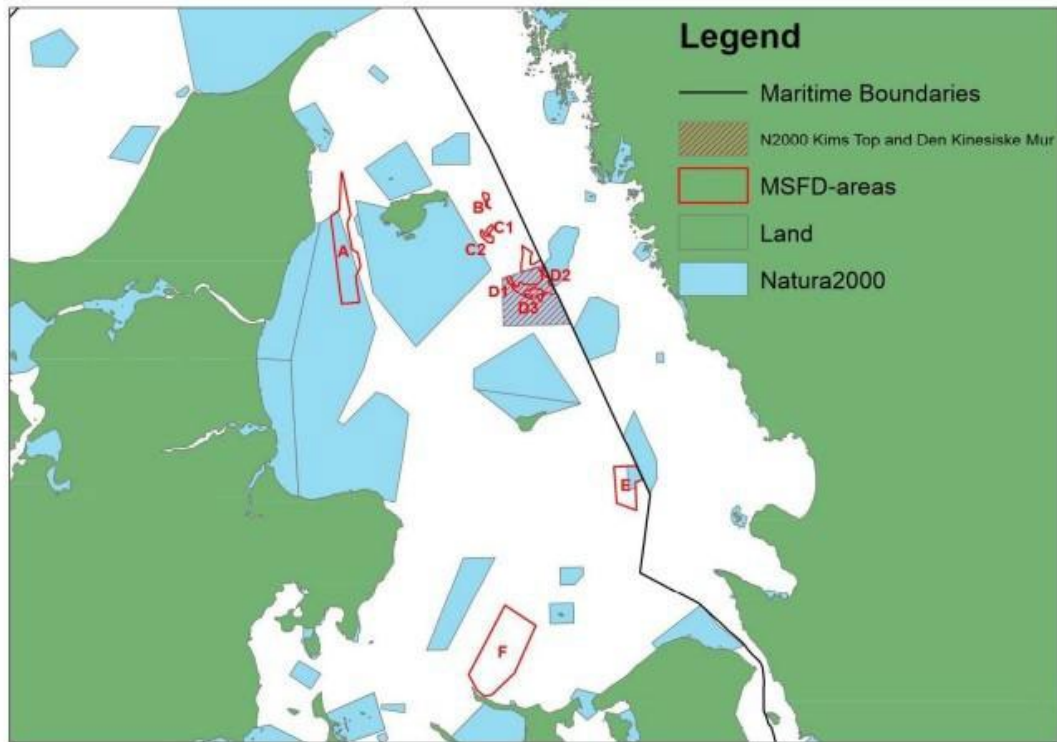 Legend
Maritime Boundaries
N2000 Kims Top and Den Kinesiske Mur
MSFD-areas
Land
Natura2000
A
B
C1
C2
D2
D1
D3
E
F